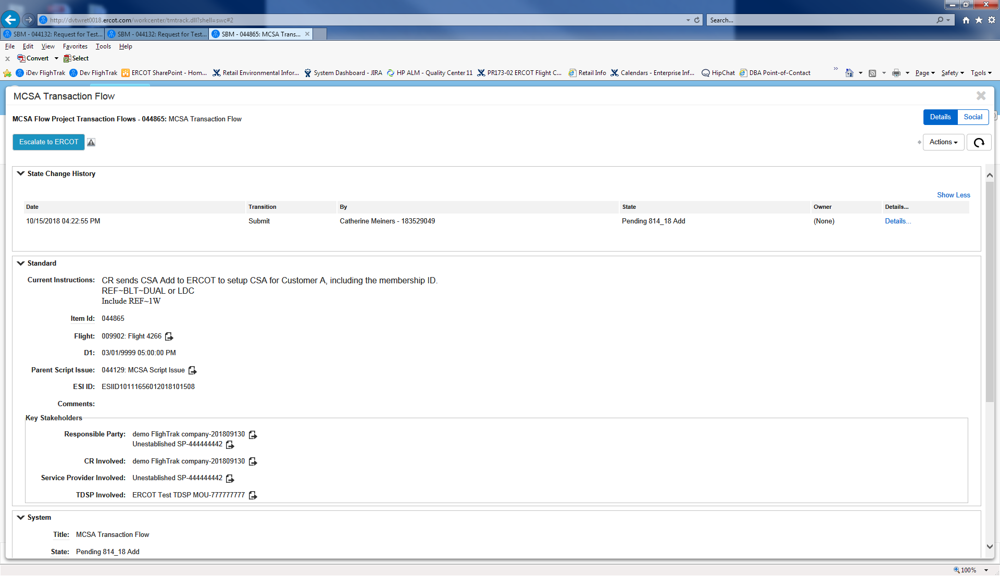 http://dvtwret0018.ercot.com/workcenter/tmtrack.dll?shell=swc#2
Search...
SBM - 044132: Request for Test...
SBM - 044132: Request for Test...
SBM - 044865: MCSA Trans...
File Edit View Favorites Tools Help
Convert Select
iDev FlighTrak Dev FlighTrak ERCOT SharePoint - Hom... Retail Environmental Infor... System Dashboard - JIRA HP ALM - Quality Center 11 PR173-02 ERCOT Flight C... Retail Info Calendars - Enterprise Inf... HipChat DBA Point-of-Contact » Page Safety Tools
MCSA Transaction Flow
MCSA Flow Project Transaction Flows - 044865: MCSA Transaction Flow
Details Social
Escalate to ERCOT
Actions
State Change History
Show Less
Date Transition By State Owner Details...
10/15/2018 04:22:55 PM Submit Catherine Meiners - 183529049 Pending 814_18 Add (None) Details...
Standard
Current Instructions: CR sends CSA Add to ERCOT to setup CSA for Customer A, including the membership ID.
REF~BLT~DUAL or LDC
Include REF~1W
Item Id: 044865
Flight: 009902: Flight 4266
D1: 03/01/9999 05:00:00 PM
Parent Script Issue: 044129: MCSA Script Issue
ESI ID: ESIID10111656012018101508
Comments:
Key Stakeholders
Responsible Party: demo FlighTrak company-201809130
Unestablished SP-444444442
CR Involved: demo FlighTrak company-201809130
Service Provider Involved: Unestablished SP-444444442
TDSP Involved: ERCOT Test TDSP MOU-777777777
System
Title: MCSA Transaction Flow
State: Pending 814_18 Add
100%